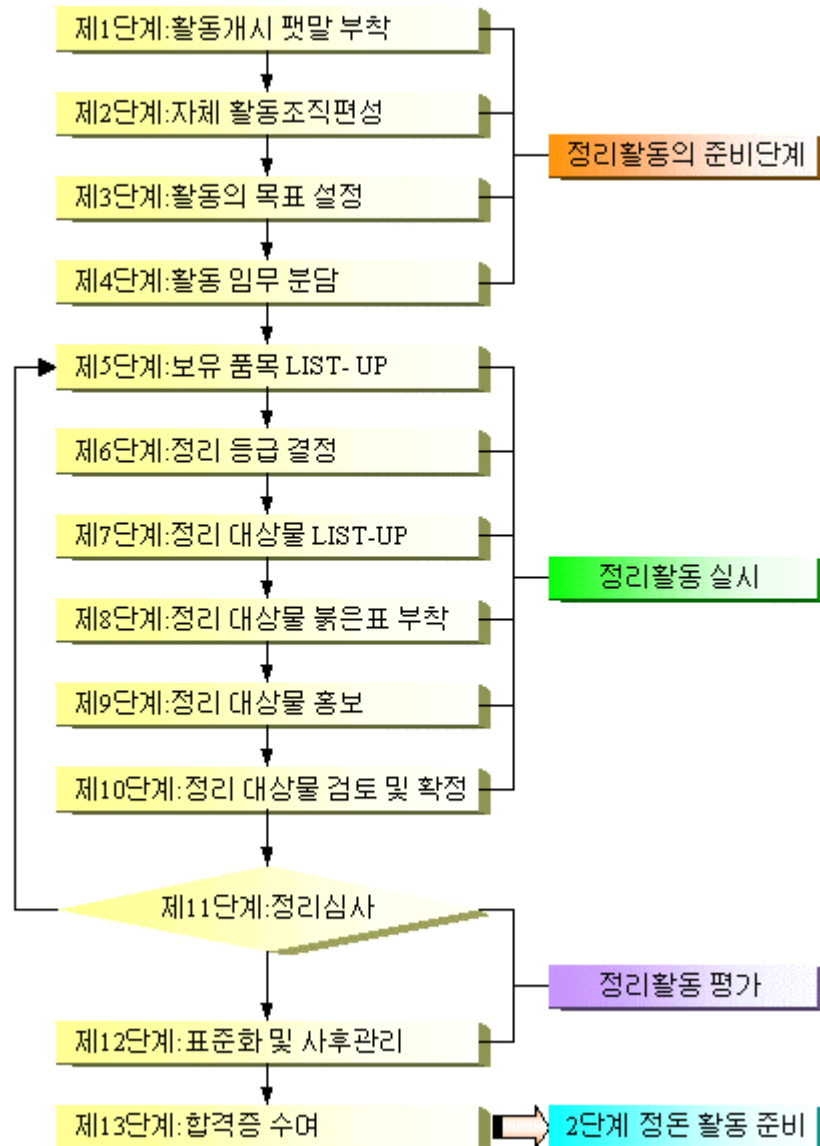 제1단계:활동개시 팻말 부착
제2단계:자체 활동조직편성
정리활동의 준비단계
제3단계:활동의 목표 설정
제4단계:활동 임무 분담
제5단계:보유 품목 LIST- UP
제6단계:정리 등급 결정
제7단계:정리 대상물 LIST-UP
정리활동 실시
제8단계:정리 대상물 붉은표 부착
제9단계:정리 대상물 홍보
제10단계:정리 대상물 검토 및 확정
제11단계:정리심사
정리활동 평가
제12단계:표준화 및 사후관리
제13단계:합격증 수여
2단계 정돈 활동 준비